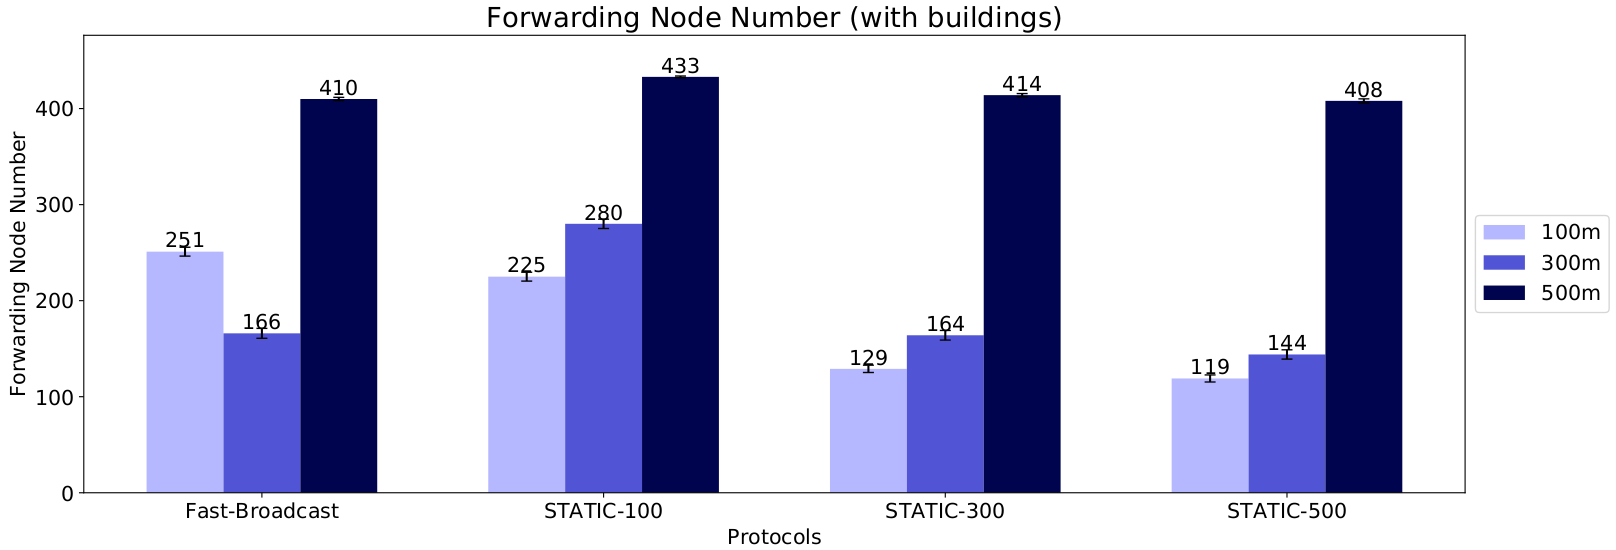 Forwarding Node Number (with buildings)
Forwarding Node Number
400
300
200
100
0
251
166
410
225
280
433
129
164
414
119
144
408
Fast-Broadcast
STATIC-100
STATIC-300
STATIC-500
Protocols
100m
300m
500m